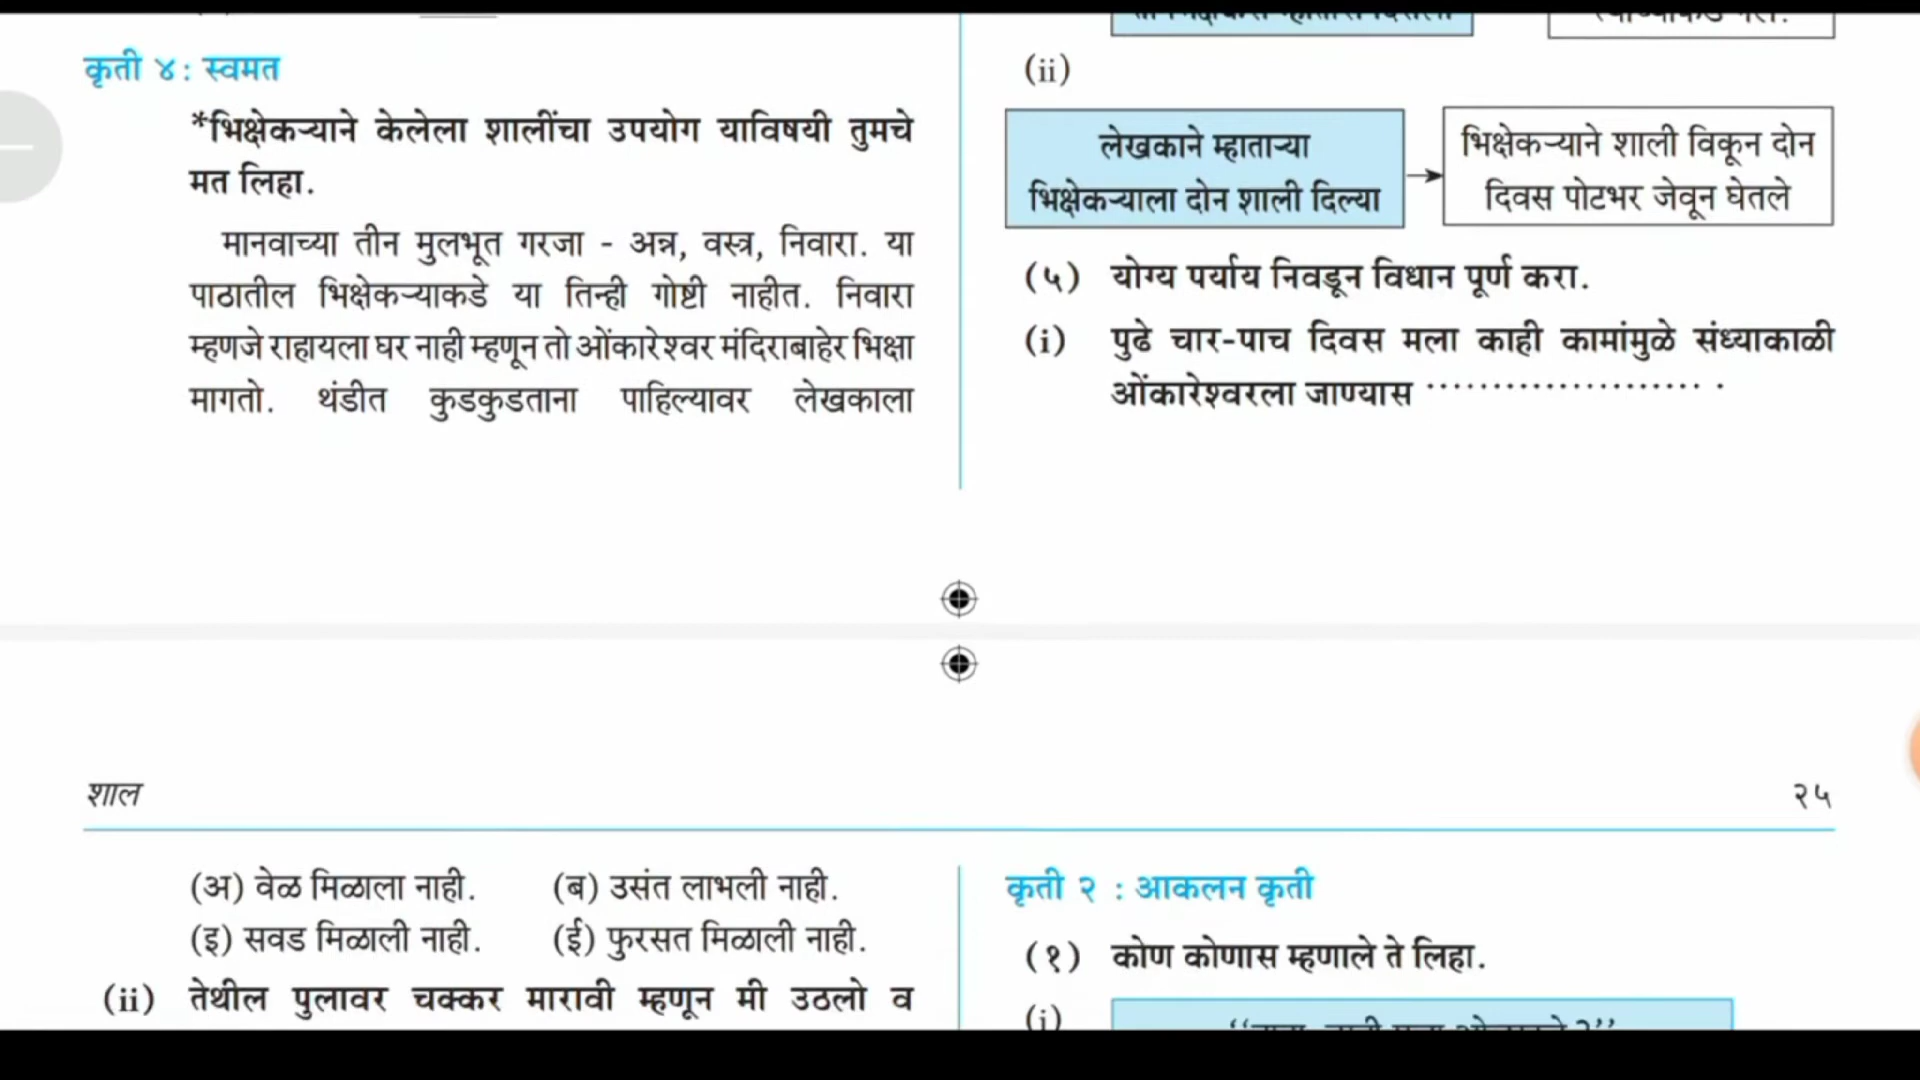 कृती ४: स्वमत
*भिक्षेकऱ्याने केलेला शालींचा उपयोग याविषयी तुमचे
मत लिहा.
मानवाच्या तीन मुलभूत गरजा - अन्न, वस्त्र, निवारा. या
पाठातील भिक्षेकऱ्याकडे या तिन्ही गोष्टी नाहीत. निवारा
म्हणजे राहायला घर नाही म्हणून तो ओंकारेश्वर मंदिराबाहेर भिक्षा
मागतो. थंडीत कुडकुडताना पाहिल्यावर लेखकाला
(ii)
लेखकाने म्हाताऱ्या
भिक्षेकऱ्याला दोन शाली दिल्या
भिक्षेकऱ्याने शाली विकून दोन
दिवस पोटभर जेवून घेतले
(५) योग्य पर्याय निवडून विधान पूर्ण करा.
(i) पुढे चार-पाच दिवस मला काही कामांमुळे संध्याकाळी
ओंकारेश्वरला जाण्यास ...................... .
शाल
२५
(अ) वेळ मिळाला नाही. (ब) उसंत लाभली नाही.
(इ) सवड मिळाली नाही. (ई) फुरसत मिळाली नाही.
(ii) तेथील पुलावर चक्कर मारावी म्हणून मी उठलो व
कृती २ : आकलन कृती
(१) कोण कोणास म्हणाले ते लिहा.
(i)